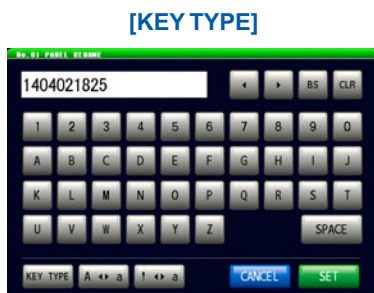 [KEY TYPE]
No.01 PANEL RENAME
1404021825 ◂ ▸ BS CLR
1 2 3 4 5 6 7 8 9 0
A B C D E F G H I J
K L M N O P Q R S T
U V W X Y Z SPACE
KEY TYPE A ◂▸ a ! ◂▸ a CANCEL SET